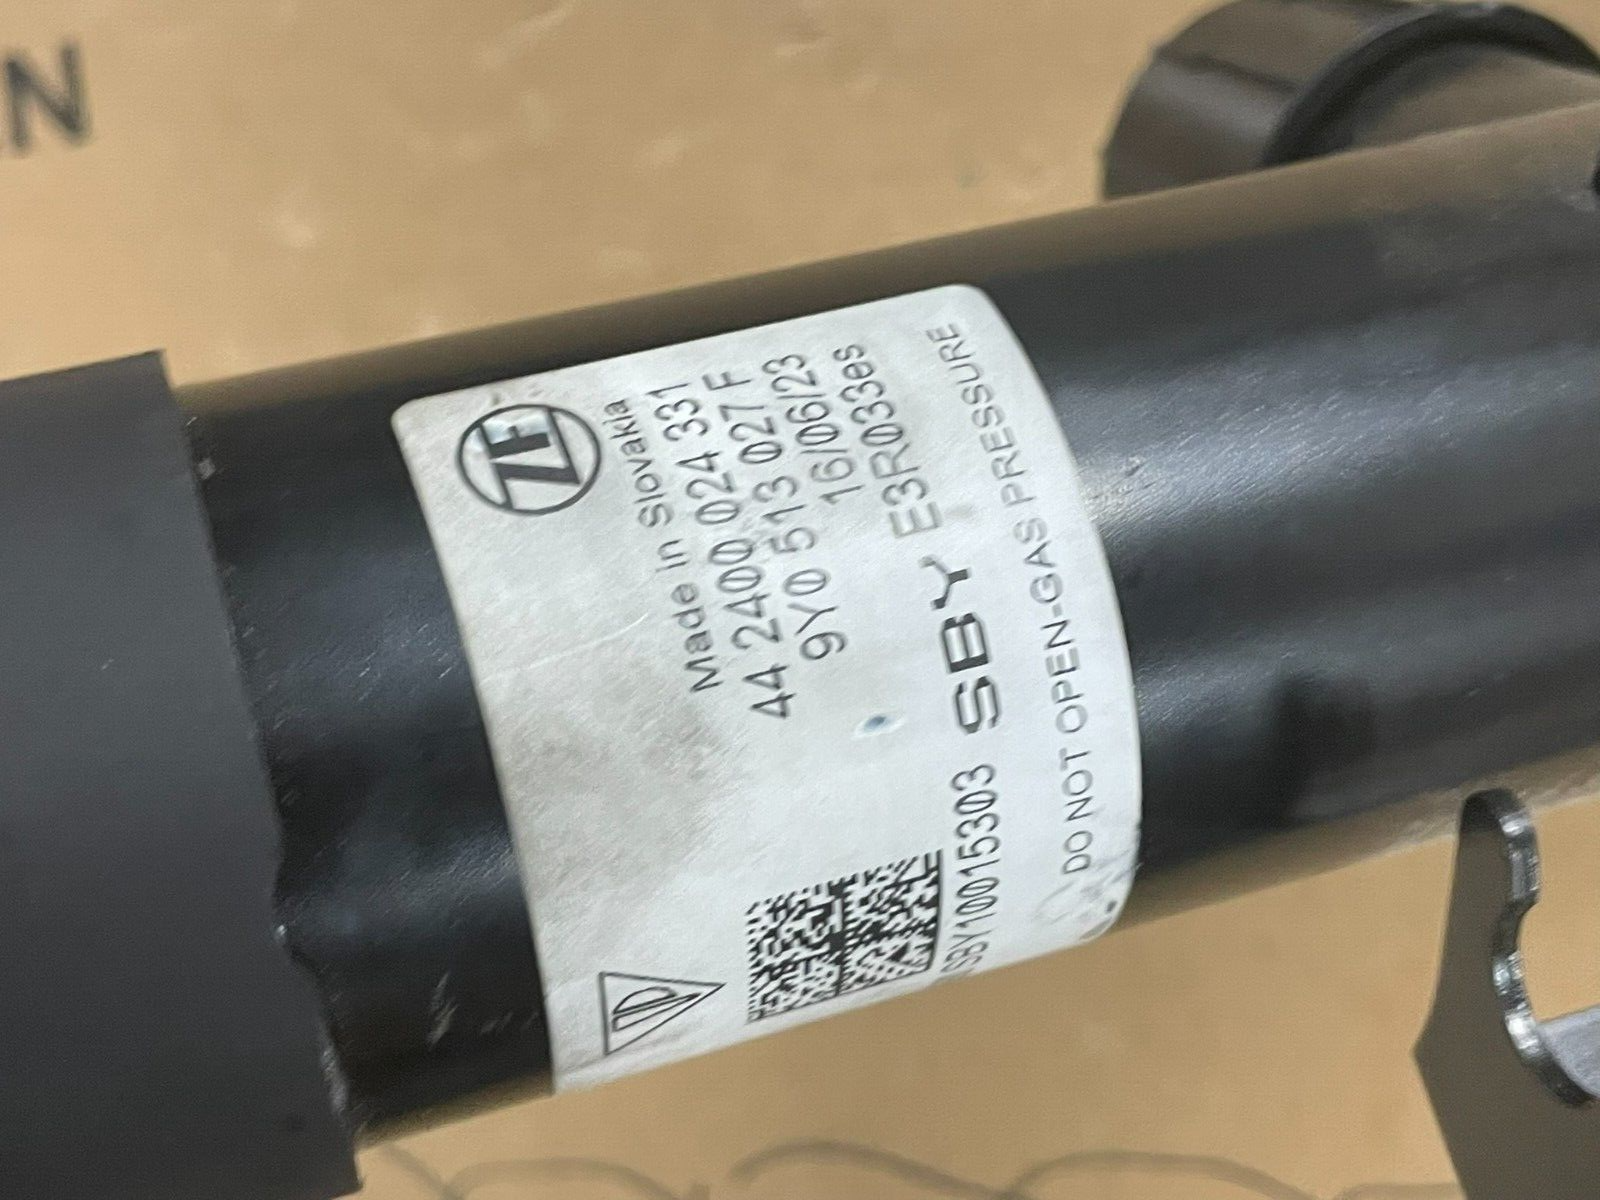 ZF
Made in Slovakia
44 2400 024 331
9Y0 513 027 F
16/06/23
E3R033es
SBY
SBY10015303
DO NOT OPEN-GAS PRESSURE
N